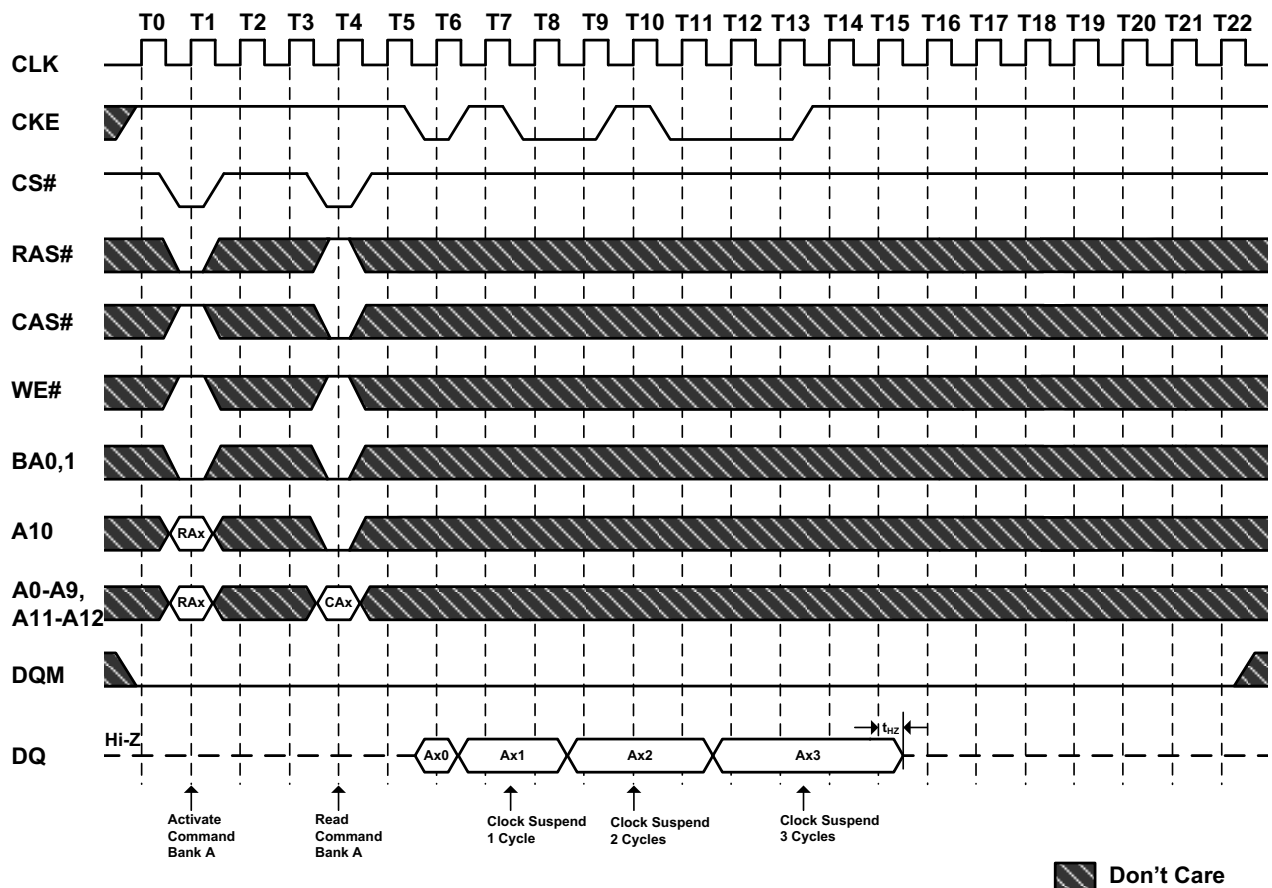 T0 T1 T2 T3 T4 T5 T6 T7 T8 T9 T10 T11 T12 T13 T14 T15 T16 T17 T18 T19 T20 T21 T22
CLK
CKE
CS#
RAS#
CAS#
WE#
BA0,1
A10
RAx
A0-A9,
A11-A12
RAx
CAx
DQM
DQ
Hi-Z
Ax0
Ax1
Ax2
Ax3
tHZ
Activate
Command
Bank A
Read
Command
Bank A
Clock Suspend
1 Cycle
Clock Suspend
2 Cycles
Clock Suspend
3 Cycles
Don't Care